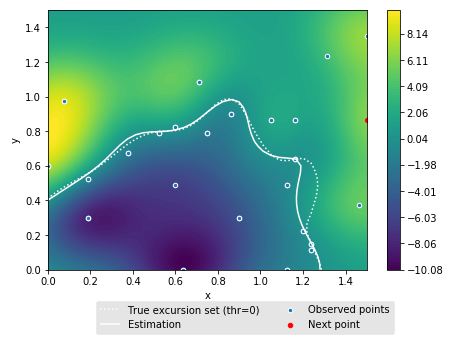 1.4
1.2
1.0
0.8
0.6
0.4
0.2
0.0
y
0.0 0.2 0.4 0.6 0.8 1.0 1.2 1.4
x
8.14
6.11
4.09
2.06
0.04
-1.98
-4.01
-6.03
-8.06
-10.08
True excursion set (thr=0)
Estimation
Observed points
Next point